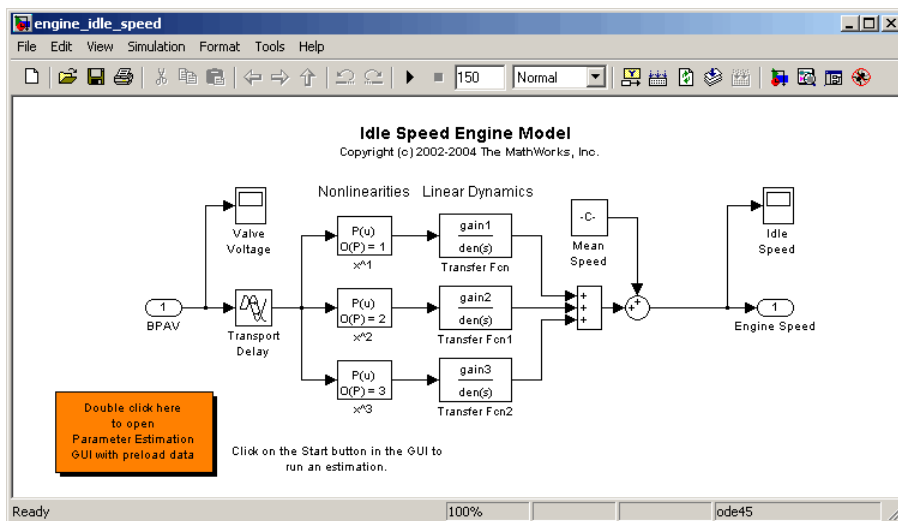 engine_idle_speed
File Edit View Simulation Format Tools Help
150 Normal
Idle Speed Engine Model
Copyright (c) 2002-2004 The MathWorks, Inc.
Nonlinearities Linear Dynamics
Valve
Voltage
P(u)
O(P) = 1
x^1
gain1
den(s)
Transfer Fcn
-C-
Mean
Speed
Idle
Speed
1
BPAV
Transport
Delay
P(u)
O(P) = 2
x^2
gain2
den(s)
Transfer Fcn1
+
+
+
+
+
1
Engine Speed
P(u)
O(P) = 3
x^3
gain3
den(s)
Transfer Fcn2
Double click here
to open
Parameter Estimation
GUI with preload data
Click on the Start button in the GUI to
run an estimation.
Ready 100% ode45